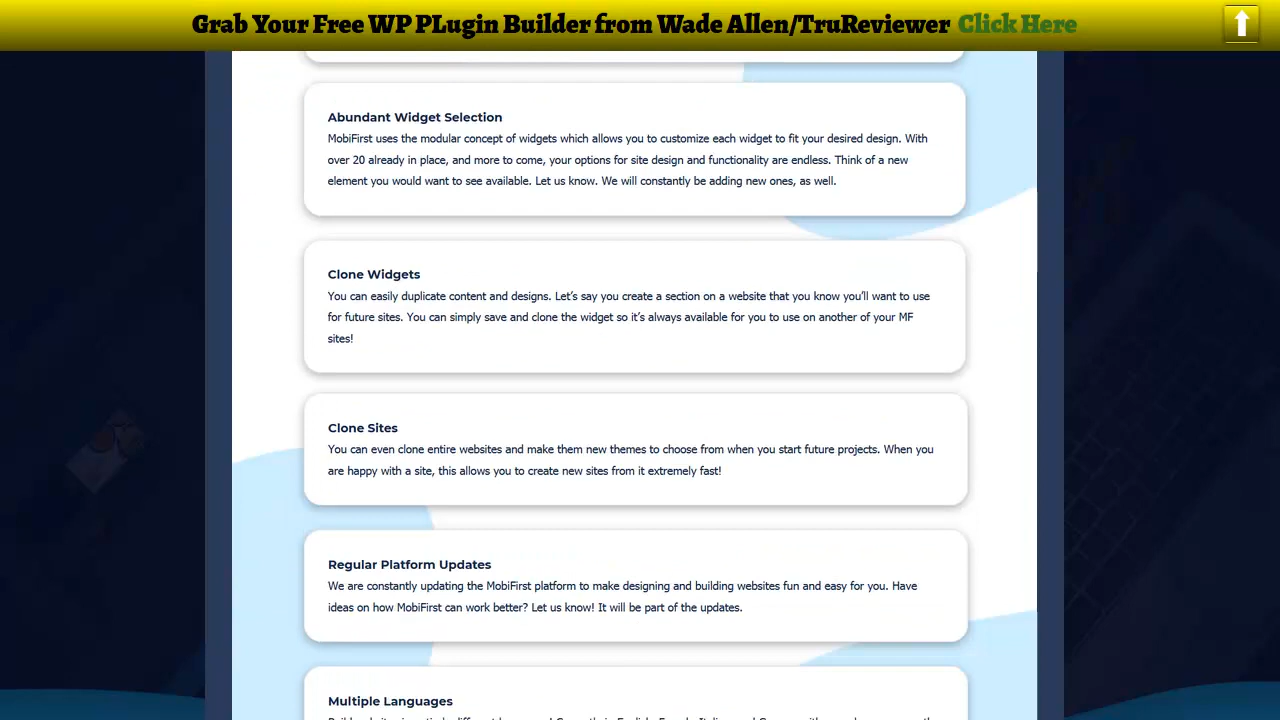 Grab Your Free WP PLugin Builder from Wade Allen/TruReviewer Click Here
Abundant Widget Selection
MobiFirst uses the modular concept of widgets which allows you to customize each widget to fit your desired design. With
over 20 already in place, and more to come, your options for site design and functionality are endless. Think of a new
element you would want to see available. Let us know. We will constantly be adding new ones, as well.
Clone Widgets
You can easily duplicate content and designs. Let's say you create a section on a website that you know you'll want to use
for future sites. You can simply save and clone the widget so it's always available for you to use on another of your MF
sites!
Clone Sites
You can even clone entire websites and make them new themes to choose from when you start future projects. When you
are happy with a site, this allows you to create new sites from it extremely fast!
Regular Platform Updates
We are constantly updating the MobiFirst platform to make designing and building websites fun and easy for you. Have
ideas on how MobiFirst can work better? Let us know! It will be part of the updates.
Multiple Languages